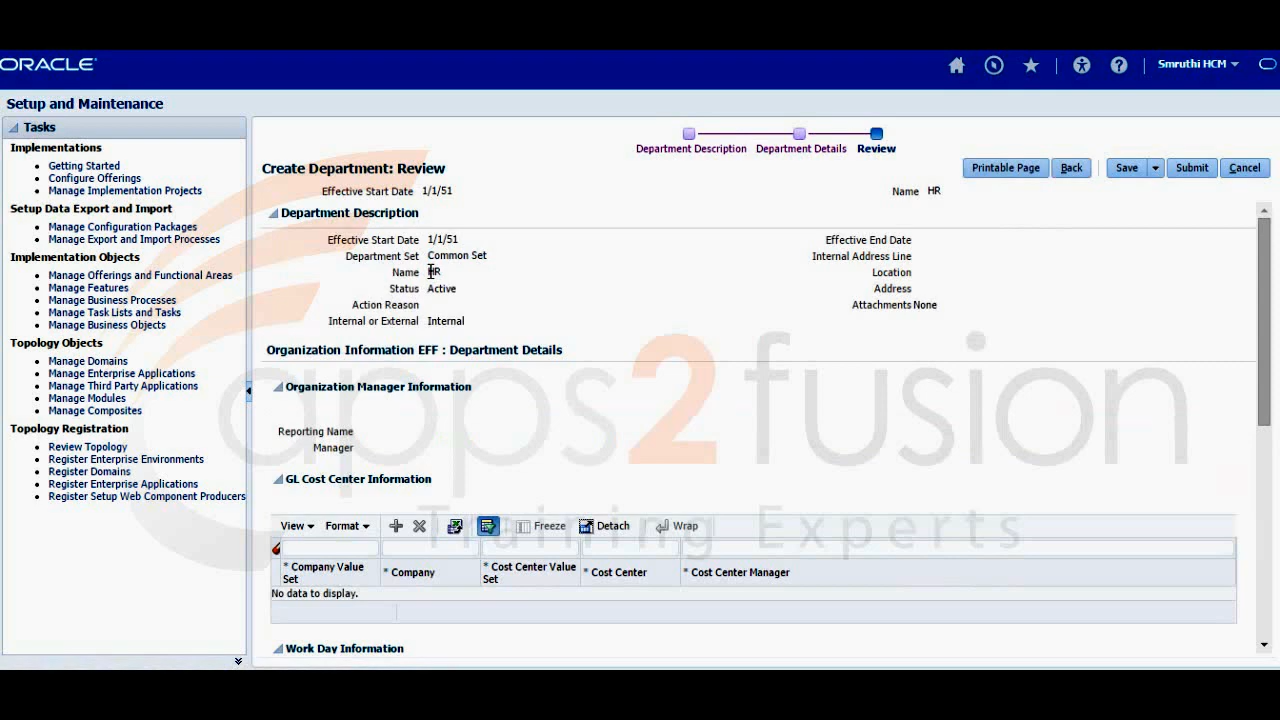 ORACLE
Smruthi HCM
Setup and Maintenance
Tasks
Implementations
Getting Started
Configure Offerings
Manage Implementation Projects
Setup Data Export and Import
Manage Configuration Packages
Manage Export and Import Processes
Implementation Objects
Manage Offerings and Functional Areas
Manage Features
Manage Business Processes
Manage Task Lists and Tasks
Manage Business Objects
Topology Objects
Manage Domains
Manage Enterprise Applications
Manage Third Party Applications
Manage Modules
Manage Composites
Topology Registration
Review Topology
Register Enterprise Environments
Register Domains
Register Enterprise Applications
Register Setup Web Component Producers
Department Description Department Details Review
Create Department: Review
Printable Page Back Save Submit Cancel
Effective Start Date 1/1/51 Name HR
Department Description
Effective Start Date 1/1/51 Effective End Date
Department Set Common Set Internal Address Line
Name HR Location
Status Active Address
Action Reason Attachments None
Internal or External Internal
Organization Information EFF : Department Details
Organization Manager Information
Reporting Name
Manager
GL Cost Center Information
View Format Freeze Detach Wrap
* Company Value Set * Company * Cost Center Value Set * Cost Center * Cost Center Manager
No data to display.
Work Day Information
apps2fusion
Training Experts